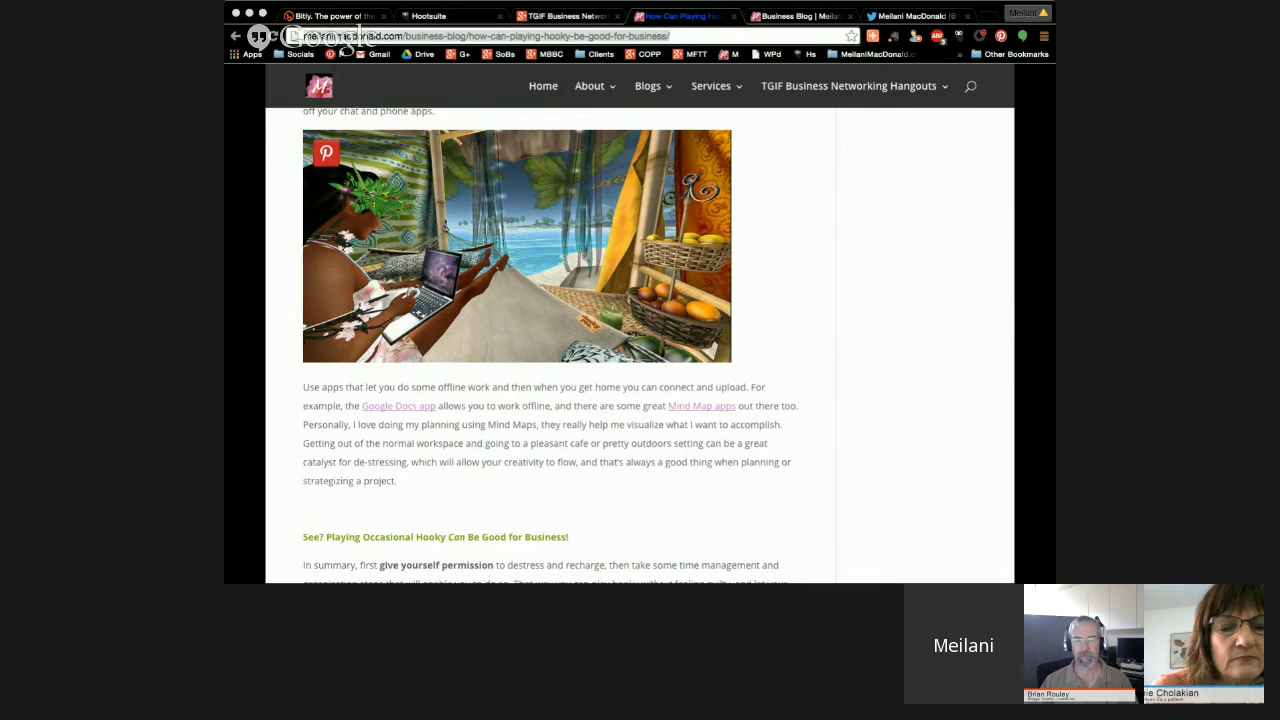 Bitly. The power of the
Hootsuite
TGIF Business Networ
How Can Playing Ho
Business Blog | Meilan
Meilani MacDonald (@
Meilani
Google
meilanimacdonald.com/business-blog/how-can-playing-hooky-be-good-for-business/
Apps
Socials
Gmail
Drive
G+
SoBs
MBBC
Clients
COPP
MFTT
M
WPd
Hs
MeilaniMacDonald.c
»
Other Bookmarks
M
Home
About
Blogs
Services
TGIF Business Networking Hangouts
off your chat and phone apps.
Use apps that let you do some offline work and then when you get home you can connect and upload. For
example, the Google Docs app allows you to work offline, and there are some great Mind Map apps out there too.
Personally, I love doing my planning using Mind Maps, they really help me visualize what I want to accomplish.
Getting out of the normal workspace and going to a pleasant cafe or pretty outdoors setting can be a great
catalyst for de-stressing, which will allow your creativity to flow, and that's always a good thing when planning or
strategizing a project.
See? Playing Occasional Hooky Can Be Good for Business!
In summary, first give yourself permission to destress and recharge, then take some time management and
Meilani
Brian Rouley
ie Cholakian